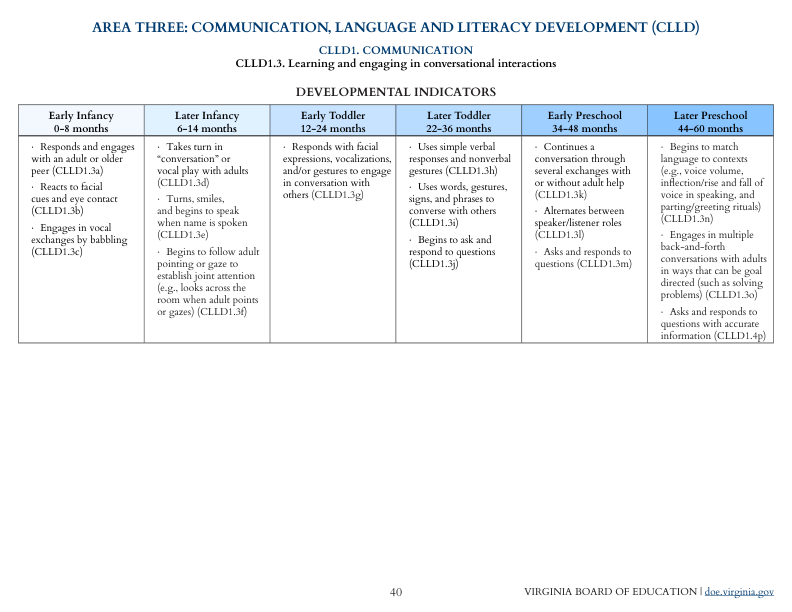 AREA THREE: COMMUNICATION, LANGUAGE AND LITERACY DEVELOPMENT (CLLD)
CLLD1. COMMUNICATION
CLLD1.3. Learning and engaging in conversational interactions
DEVELOPMENTAL INDICATORS
Early Infancy
0-8 months
· Responds and engages
with an adult or older
peer (CLLD1.3a)
· Reacts to facial
cues and eye contact
(CLLD1.3b)
· Engages in vocal
exchanges by babbling
(CLLD1.3c)
Later Infancy
6-14 months
· Takes turn in
“conversation” or
vocal play with adults
(CLLD1.3d)
· Turns, smiles,
and begins to speak
when name is spoken
(CLLD1.3e)
· Begins to follow adult
pointing or gaze to
establish joint attention
(e.g., looks across the
room when adult points
or gazes) (CLLD1.3f)
Early Toddler
12-24 months
· Responds with facial
expressions, vocalizations,
and/or gestures to engage
in conversation with
others (CLLD1.3g)
Later Toddler
22-36 months
· Uses simple verbal
responses and nonverbal
gestures (CLLD1.3h)
· Uses words, gestures,
signs, and phrases to
converse with others
(CLLD1.3i)
· Begins to ask and
respond to questions
(CLLD1.3j)
Early Preschool
34-48 months
· Continues a
conversation through
several exchanges with
or without adult help
(CLLD1.3k)
· Alternates between
speaker/listener roles
(CLLD1.3l)
· Asks and responds to
questions (CLLD1.3m)
Later Preschool
44-60 months
· Begins to match
language to contexts
(e.g., voice volume,
inflection/rise and fall of
voice in speaking, and
parting/greeting rituals)
(CLLD1.3n)
· Engages in multiple
back-and-forth
conversations with adults
in ways that can be goal
directed (such as solving
problems) (CLLD1.3o)
· Asks and responds to
questions with accurate
information (CLLD1.4p)
40
VIRGINIA BOARD OF EDUCATION | doe.virginia.gov